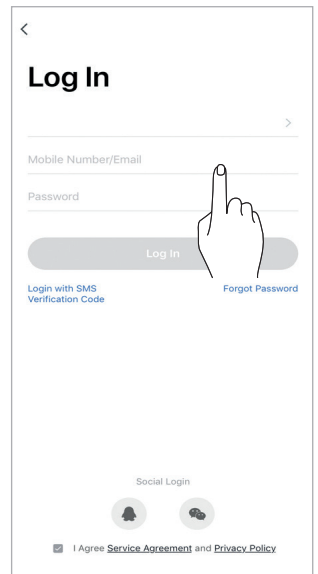 Log In
Mobile Number/Email
Password
Log In
Login with SMS
Verification Code
Forgot Password
Social Login
I Agree Service Agreement and Privacy Policy